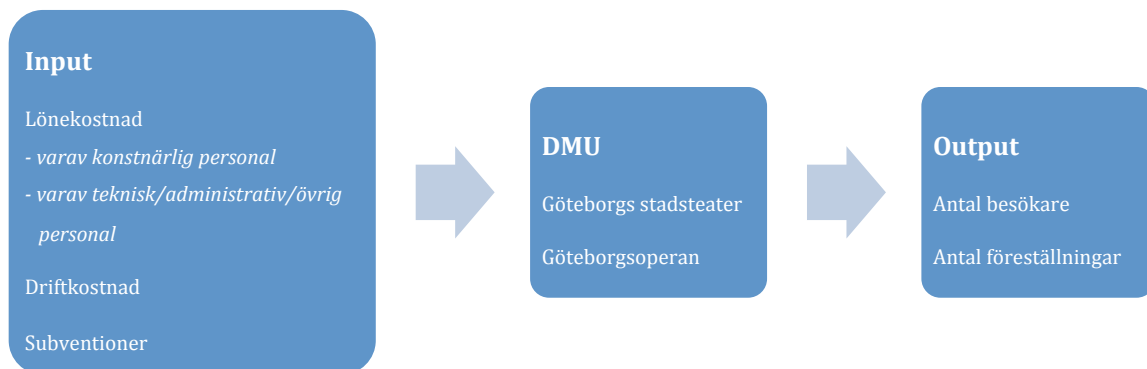 Input
Lönekostnad
- varav konstnärlig personal
- varav teknisk/administrativ/övrig
personal
Driftkostnad
Subventioner
DMU
Göteborgs stadsteater
Göteborgsoperan
Output
Antal besökare
Antal föreställningar